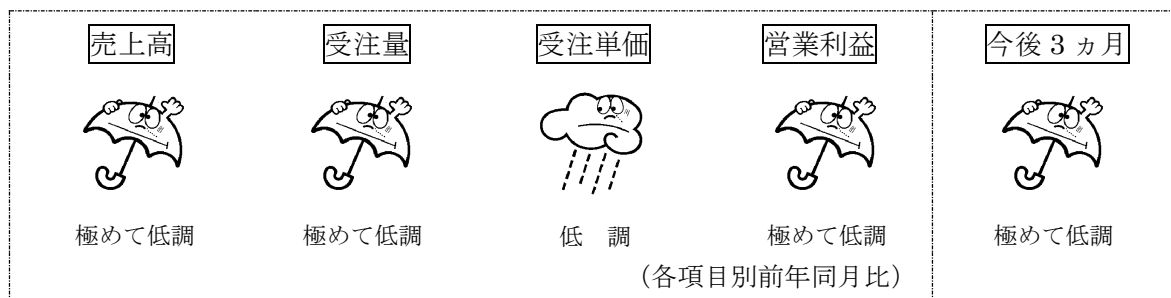 売上高 受注量 受注単価 営業利益 今後３ヵ月
極めて低調 極めて低調 低　調 極めて低調 極めて低調
（各項目別前年同月比）